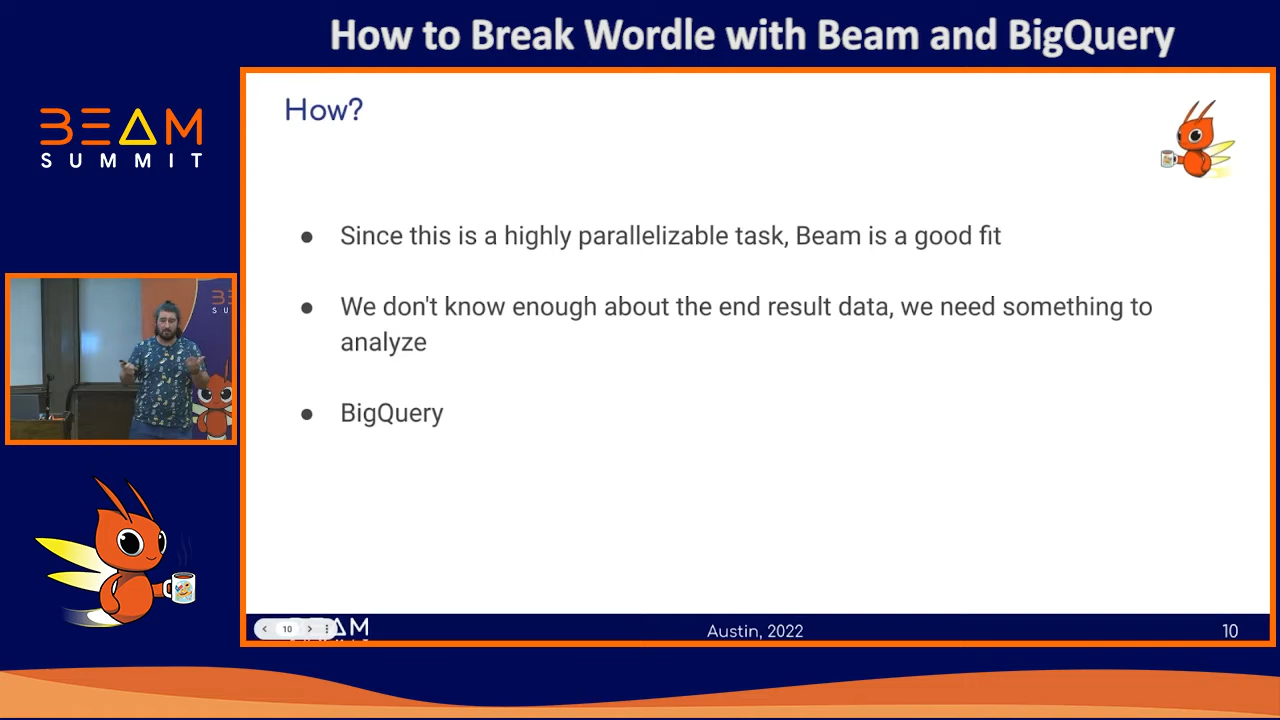 How to Break Wordle with Beam and BigQuery
BEAM
SUMMIT
How?
● Since this is a highly parallelizable task, Beam is a good fit
● We don't know enough about the end result data, we need something to
analyze
● BigQuery
10
Austin, 2022
10